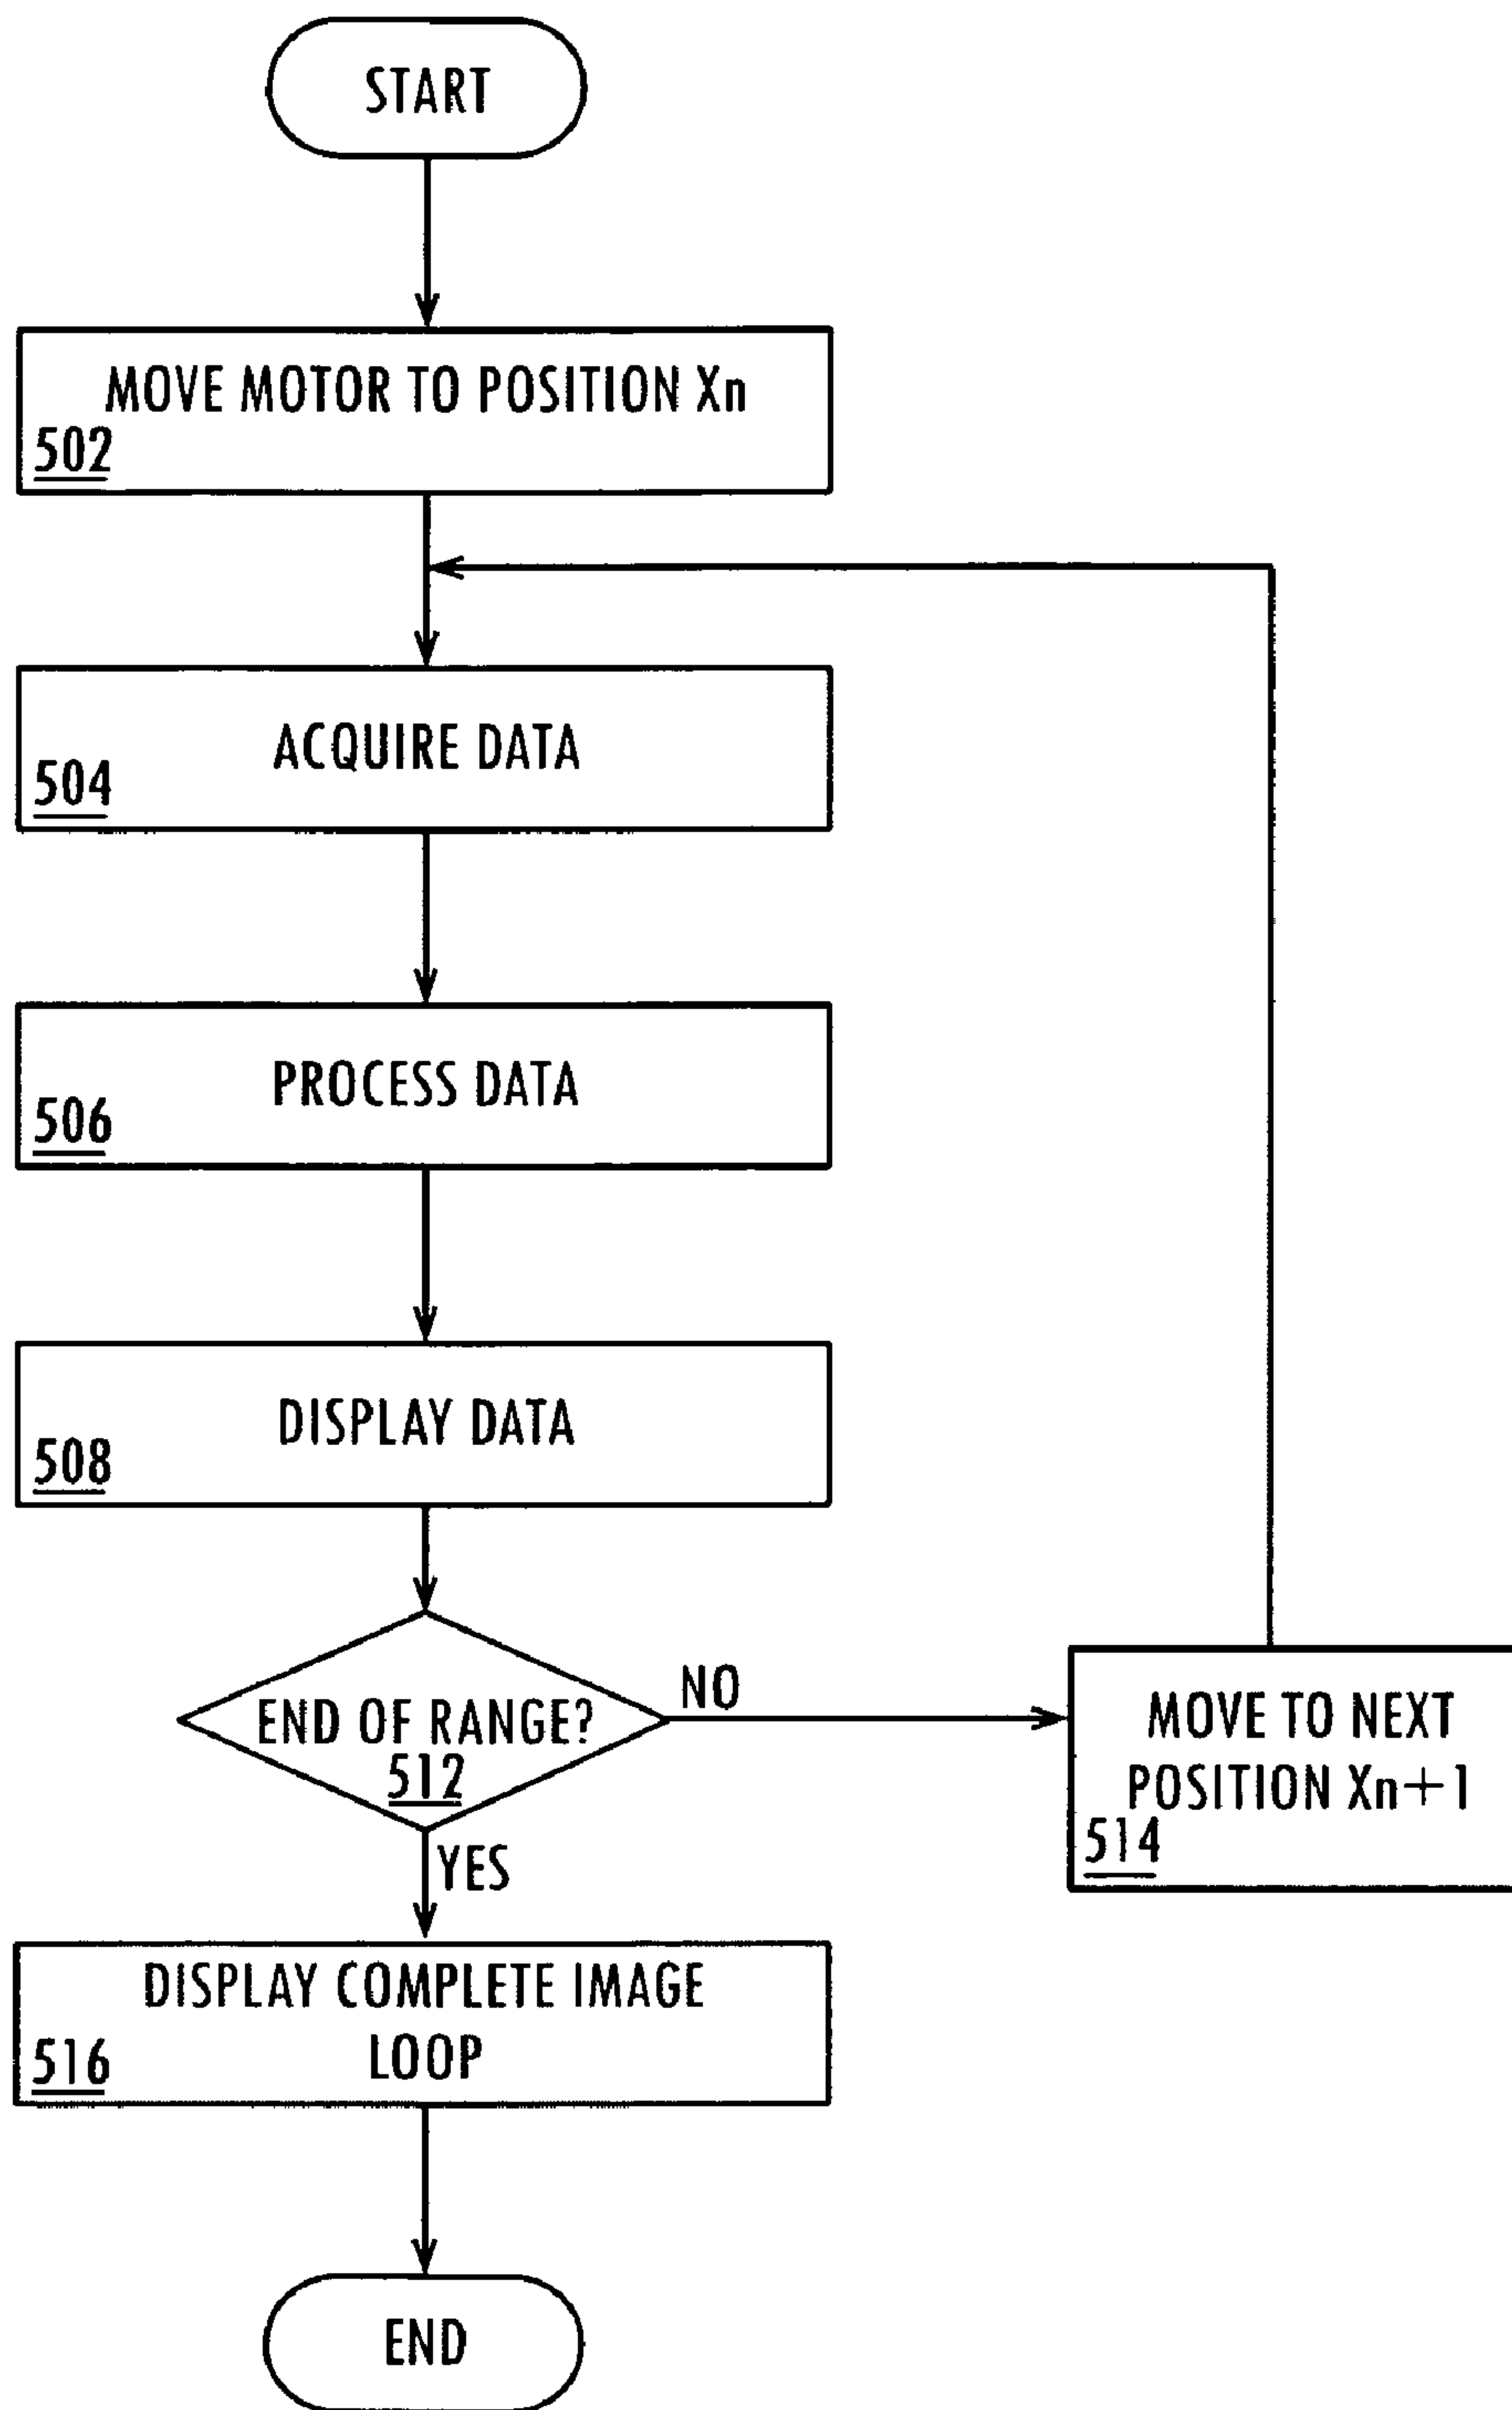 START
MOVE MOTOR TO POSITION Xn
502
ACQUIRE DATA
504
PROCESS DATA
506
DISPLAY DATA
508
END OF RANGE?
512
NO
MOVE TO NEXT
POSITION Xn+1
514
YES
DISPLAY COMPLETE IMAGE
LOOP
516
END